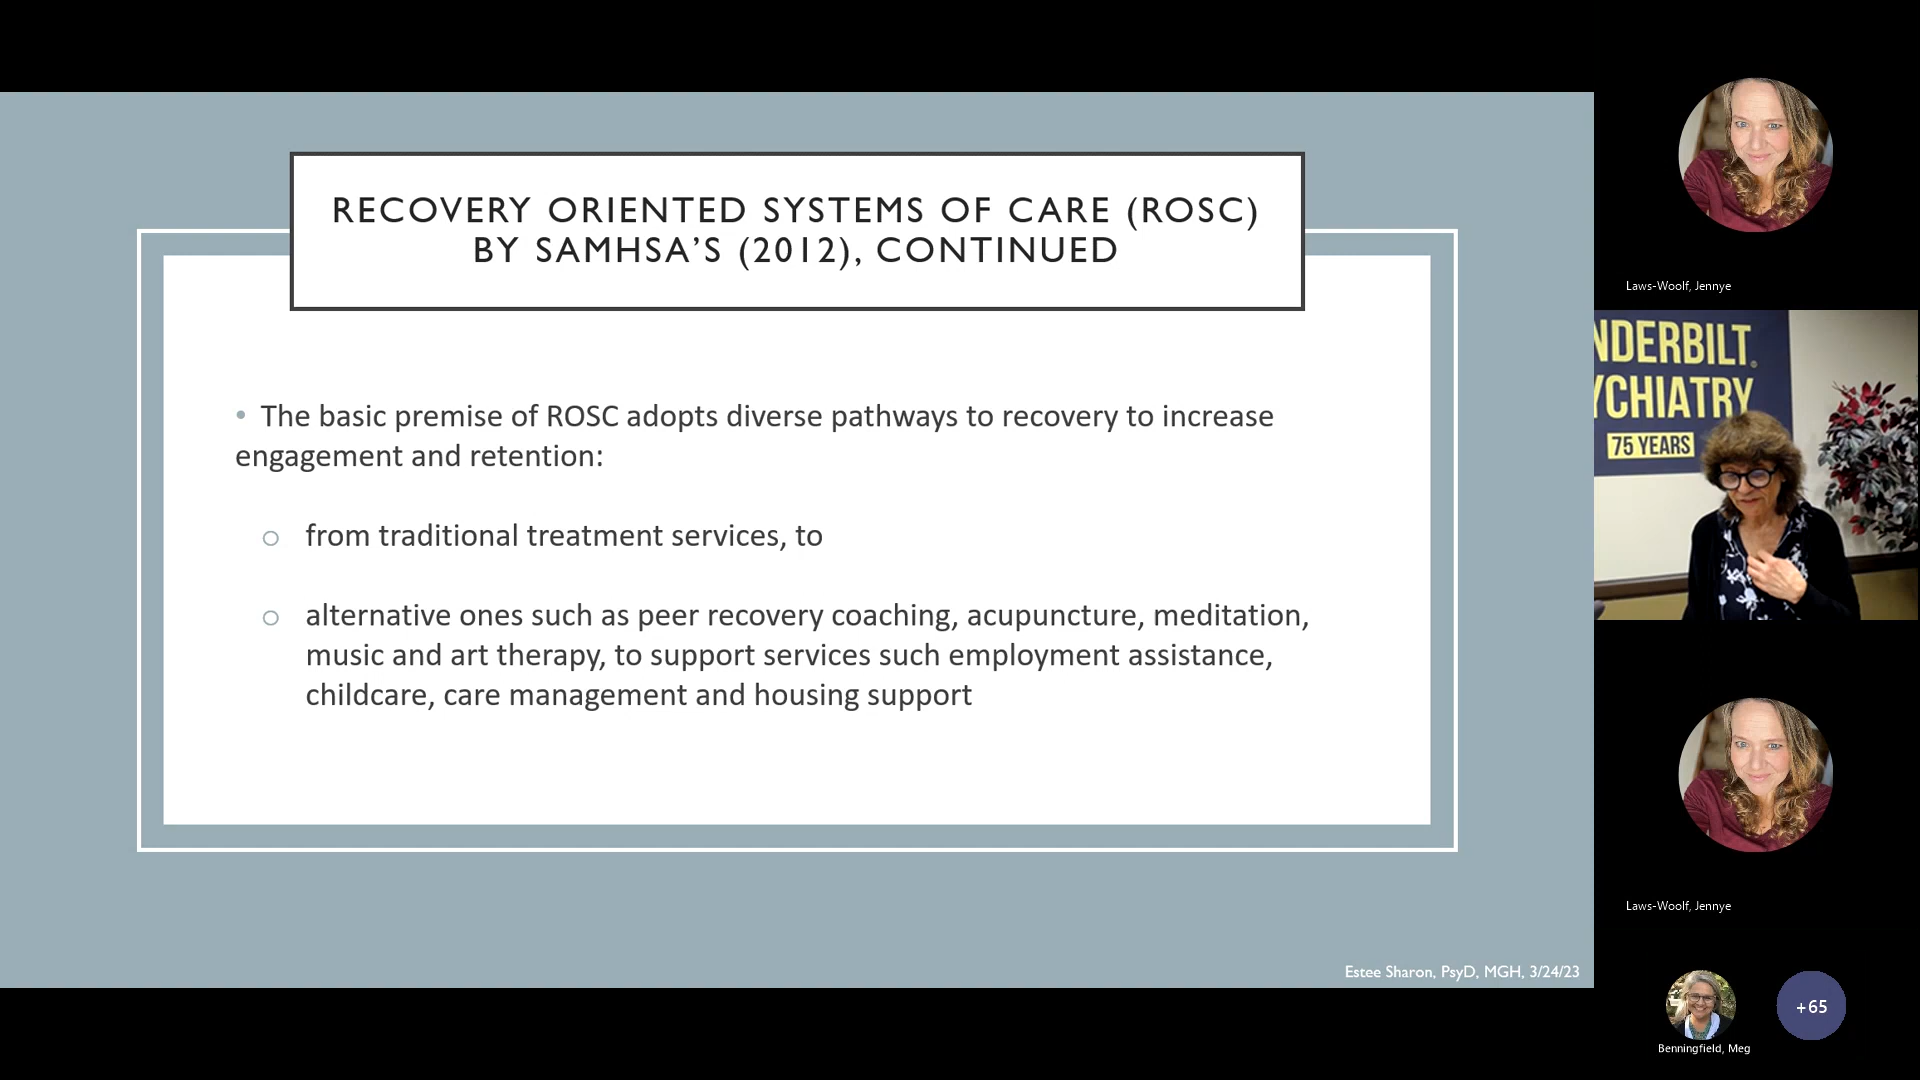 RECOVERY ORIENTED SYSTEMS OF CARE (ROSC)
BY SAMHSA’S (2012), CONTINUED
• The basic premise of ROSC adopts diverse pathways to recovery to increase
engagement and retention:
○ from traditional treatment services, to
○ alternative ones such as peer recovery coaching, acupuncture, meditation,
music and art therapy, to support services such employment assistance,
childcare, care management and housing support
Estee Sharon, PsyD, MGH, 3/24/23
Laws-Woolf, Jennye
NDERBILT®
YCHIATRY
75 YEARS
Laws-Woolf, Jennye
Benningfield, Meg
+65